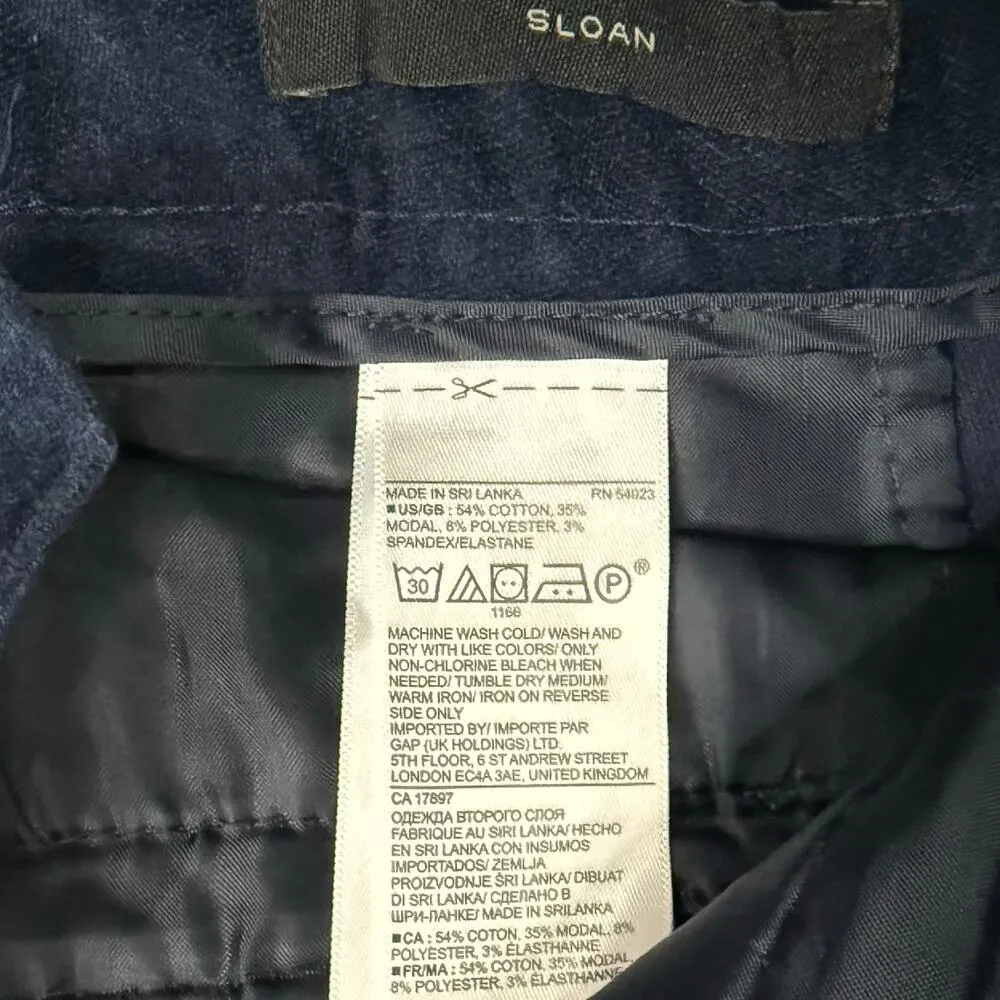 SLOAN
MADE IN SRI LANKA RN 54023
■US/GB : 54% COTTON, 35%
MODAL, 8% POLYESTER, 3%
SPANDEX/ELASTANE
30 P®
1166
MACHINE WASH COLD/ WASH AND
DRY WITH LIKE COLORS/ ONLY
NON-CHLORINE BLEACH WHEN
NEEDED/ TUMBLE DRY MEDIUM/
WARM IRON/ IRON ON REVERSE
SIDE ONLY
IMPORTED BY/ IMPORTE PAR
GAP (UK HOLDINGS) LTD.
5TH FLOOR, 6 ST ANDREW STREET
LONDON EC4A 3AE, UNITED KINGDOM
CA 17897
ОДЕЖДА ВТОРОГО СЛОЯ
FABRIQUE AU SIRI LANKA/ HECHO
EN SRI LANKA CON INSUMOS
IMPORTADOS/ ZEMLJA
PROIZVODNJE ŠRI LANKA/ DIBUAT
DI SRI LANKA/ СДЕЛАНО В
ШРИ-ЛАНКЕ/ MADE IN SRILANKA
■CA : 54% COTON, 35% MODAL, 8%
POLYESTER, 3% ÉLASTHANNE
■FR/MA : 54% COTON, 35% MODAL,
8% POLYESTER, 3% ÉLASTHANNE